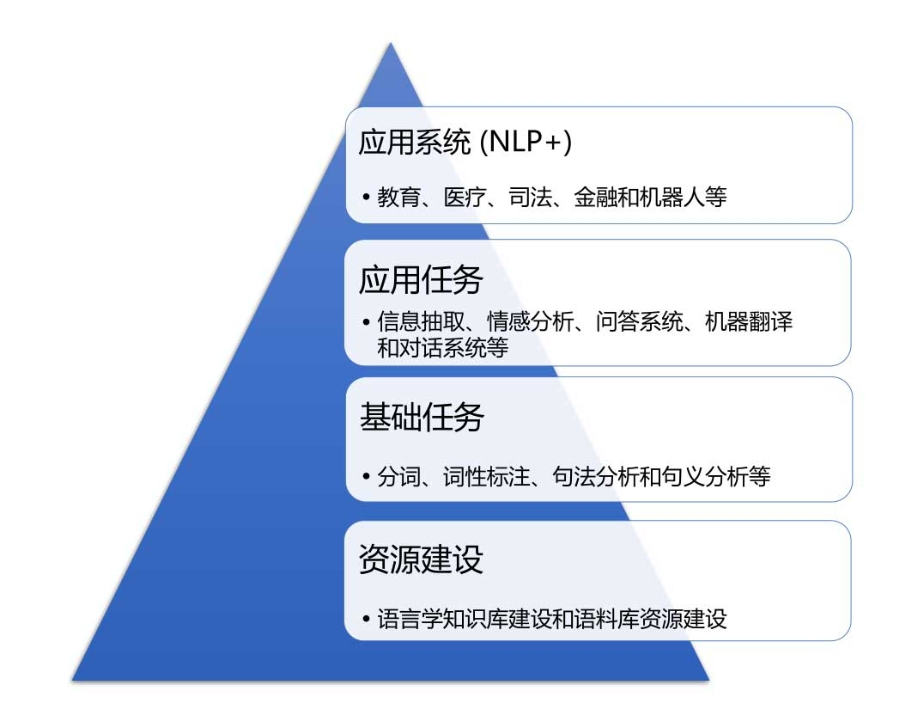 应用系统 (NLP+)
• 教育、医疗、司法、金融和机器人等
应用任务
• 信息抽取、情感分析、问答系统、机器翻译
和对话系统等
基础任务
• 分词、词性标注、句法分析和句义分析等
资源建设
• 语言学知识库建设和语料库资源建设